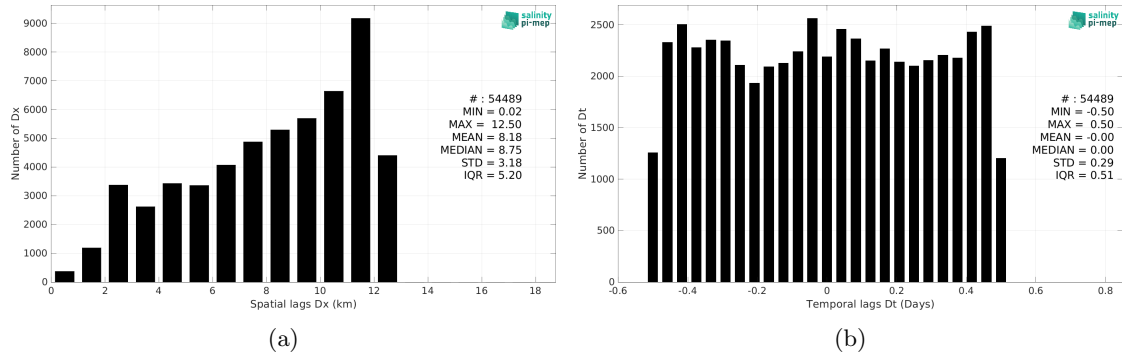 salinity
pi-mep
9000
8000
7000
6000
5000
4000
3000
2000
1000
0
Number of Dx
# : 54489
MIN = 0.02
MAX = 12.50
MEAN = 8.18
MEDIAN = 8.75
STD = 3.18
IQR = 5.20
0 2 4 6 8 10 12 14 16 18
Spatial lags Dx (km)
(a)
salinity
pi-mep
2500
2000
1500
1000
500
0
Number of Dt
# : 54489
MIN = -0.50
MAX = 0.50
MEAN = -0.00
MEDIAN = 0.00
STD = 0.29
IQR = 0.51
-0.6 -0.4 -0.2 0 0.2 0.4 0.6 0.8
Temporal lags Dt (Days)
(b)